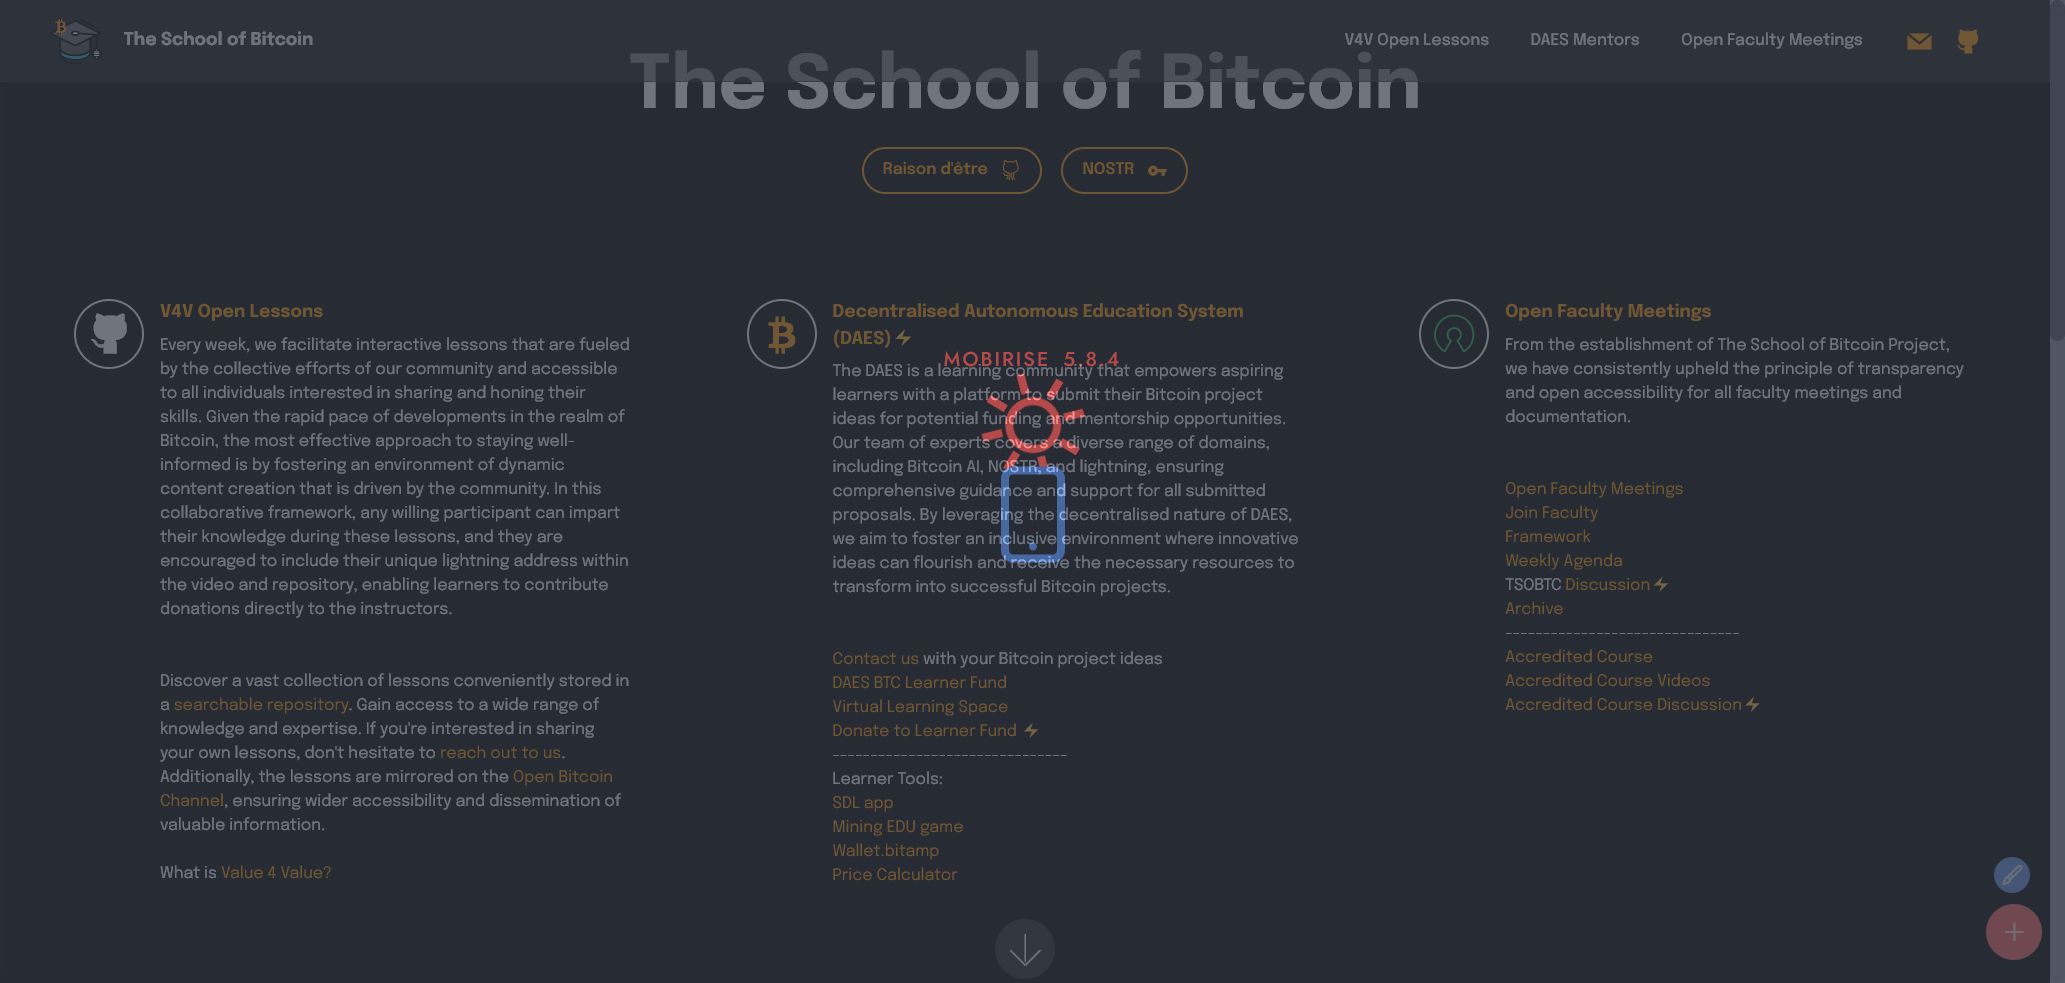 The School of Bitcoin
V4V Open Lessons
DAES Mentors
Open Faculty Meetings
The School of Bitcoin
Raison d'être
NOSTR
V4V Open Lessons
Every week, we facilitate interactive lessons that are fueled
by the collective efforts of our community and accessible
to all individuals interested in sharing and honing their
skills. Given the rapid pace of developments in the realm of
Bitcoin, the most effective approach to staying well-
informed is by fostering an environment of dynamic
content creation that is driven by the community. In this
collaborative framework, any willing participant can impart
their knowledge during these lessons, and they are
encouraged to include their unique lightning address within
the video and repository, enabling learners to contribute
donations directly to the instructors.
Discover a vast collection of lessons conveniently stored in
a searchable repository. Gain access to a wide range of
knowledge and expertise. If you're interested in sharing
your own lessons, don't hesitate to reach out to us.
Additionally, the lessons are mirrored on the Open Bitcoin
Channel, ensuring wider accessibility and dissemination of
valuable information.
What is Value 4 Value?
Decentralised Autonomous Education System
(DAES)
MOBIRISE 5.8.4
The DAES is a learning community that empowers aspiring
learners with a platform to submit their Bitcoin project
ideas for potential funding and mentorship opportunities.
Our team of experts covers a diverse range of domains,
including Bitcoin AI, NOSTR, and lightning, ensuring
comprehensive guidance and support for all submitted
proposals. By leveraging the decentralised nature of DAES,
we aim to foster an inclusive environment where innovative
ideas can flourish and receive the necessary resources to
transform into successful Bitcoin projects.
Contact us with your Bitcoin project ideas
DAES BTC Learner Fund
Virtual Learning Space
Donate to Learner Fund
-------------------------------
Learner Tools:
SDL app
Mining EDU game
Wallet.bitamp
Price Calculator
Open Faculty Meetings
From the establishment of The School of Bitcoin Project,
we have consistently upheld the principle of transparency
and open accessibility for all faculty meetings and
documentation.
Open Faculty Meetings
Join Faculty
Framework
Weekly Agenda
TSOBTC Discussion
Archive
-------------------------------
Accredited Course
Accredited Course Videos
Accredited Course Discussion